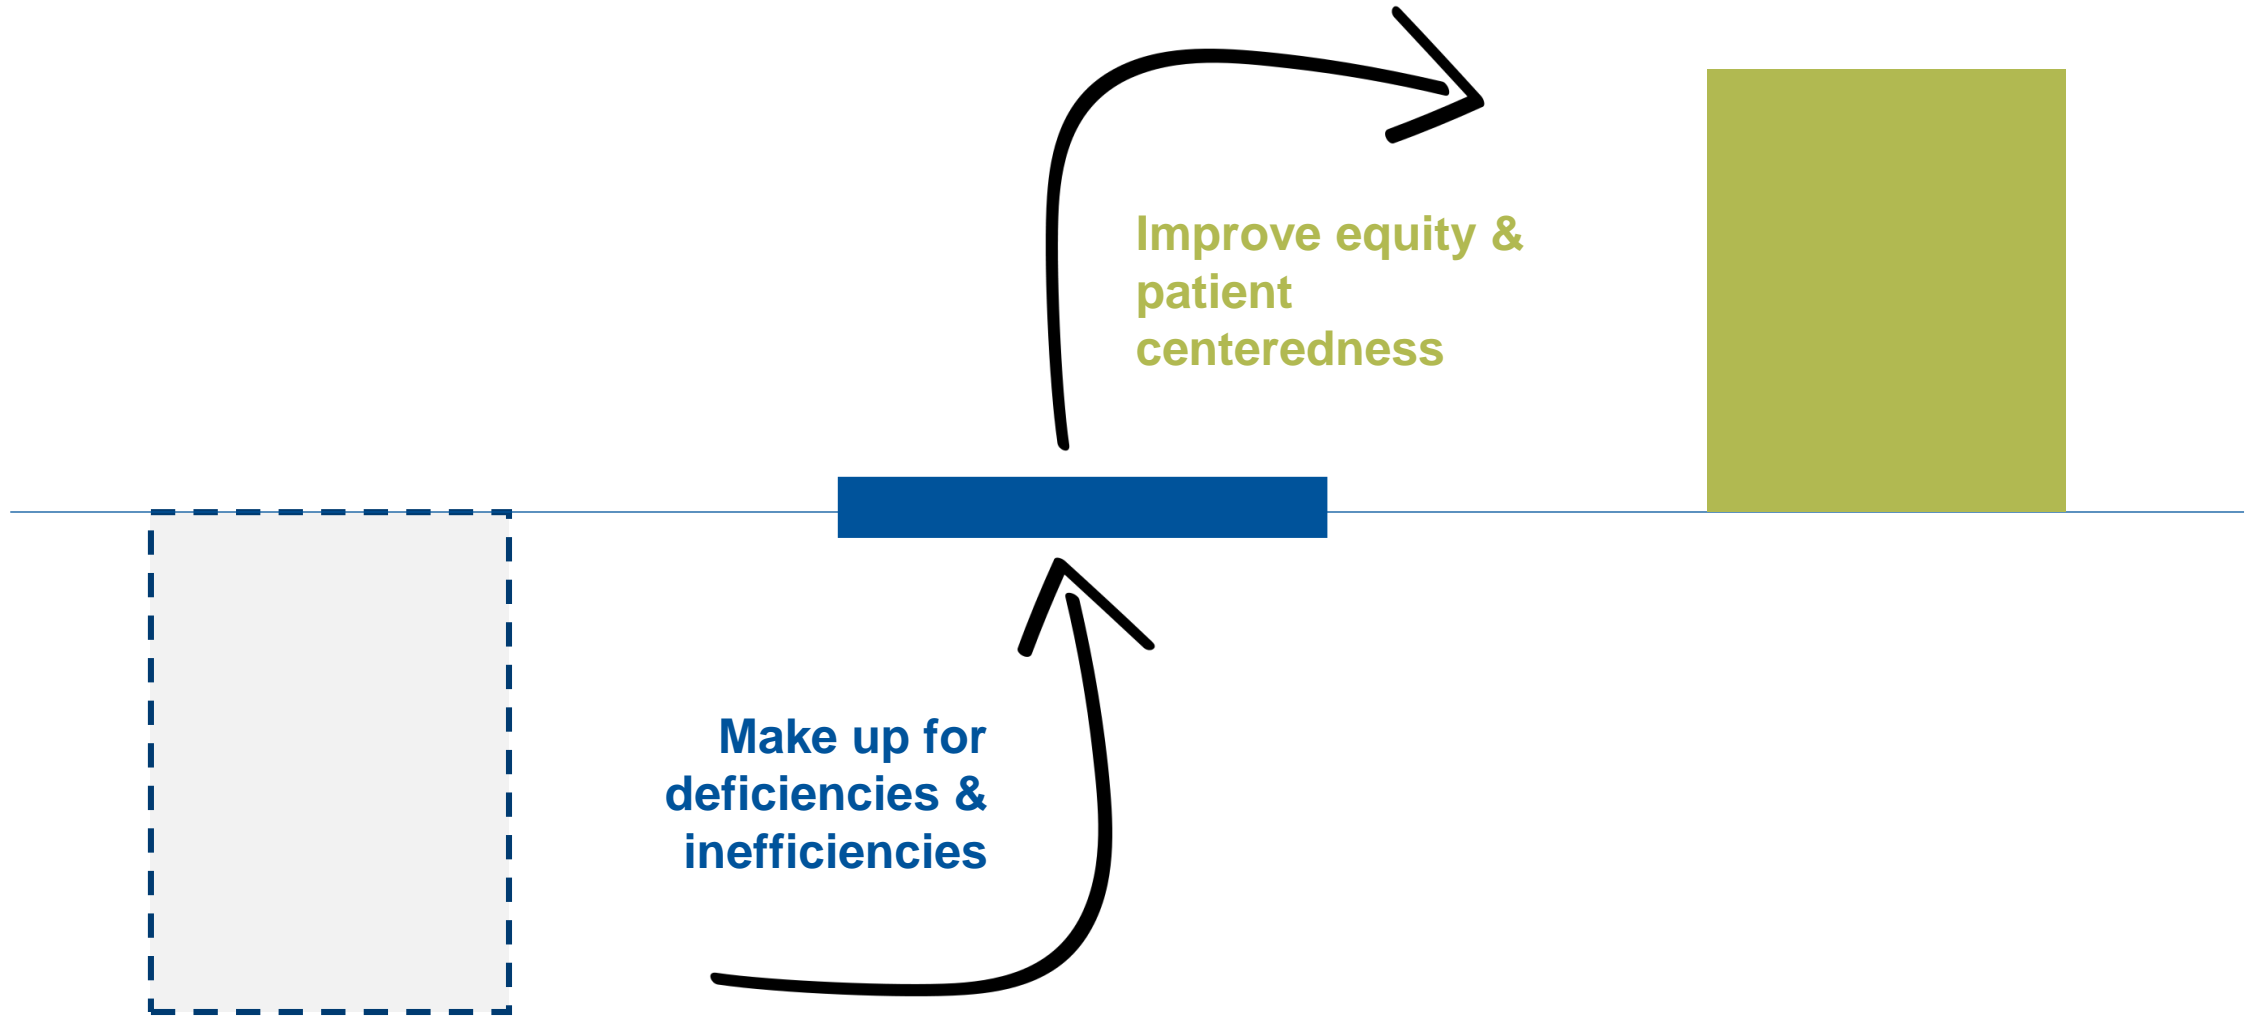 Improve equity &
patient
centeredness
Make up for
deficiencies &
inefficiencies